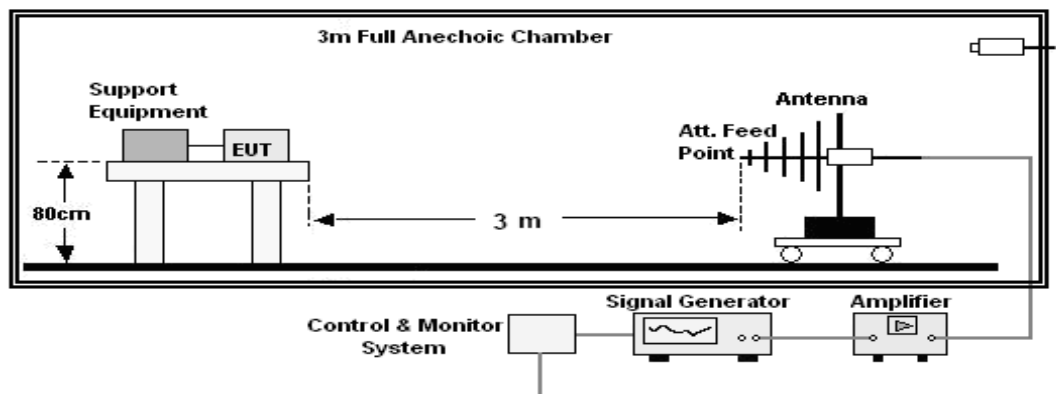 3m Full Anechoic Chamber
Support
Equipment
EUT
80cm
3 m
Antenna
Att. Feed
Point
Signal Generator
Amplifier
Control & Monitor
System